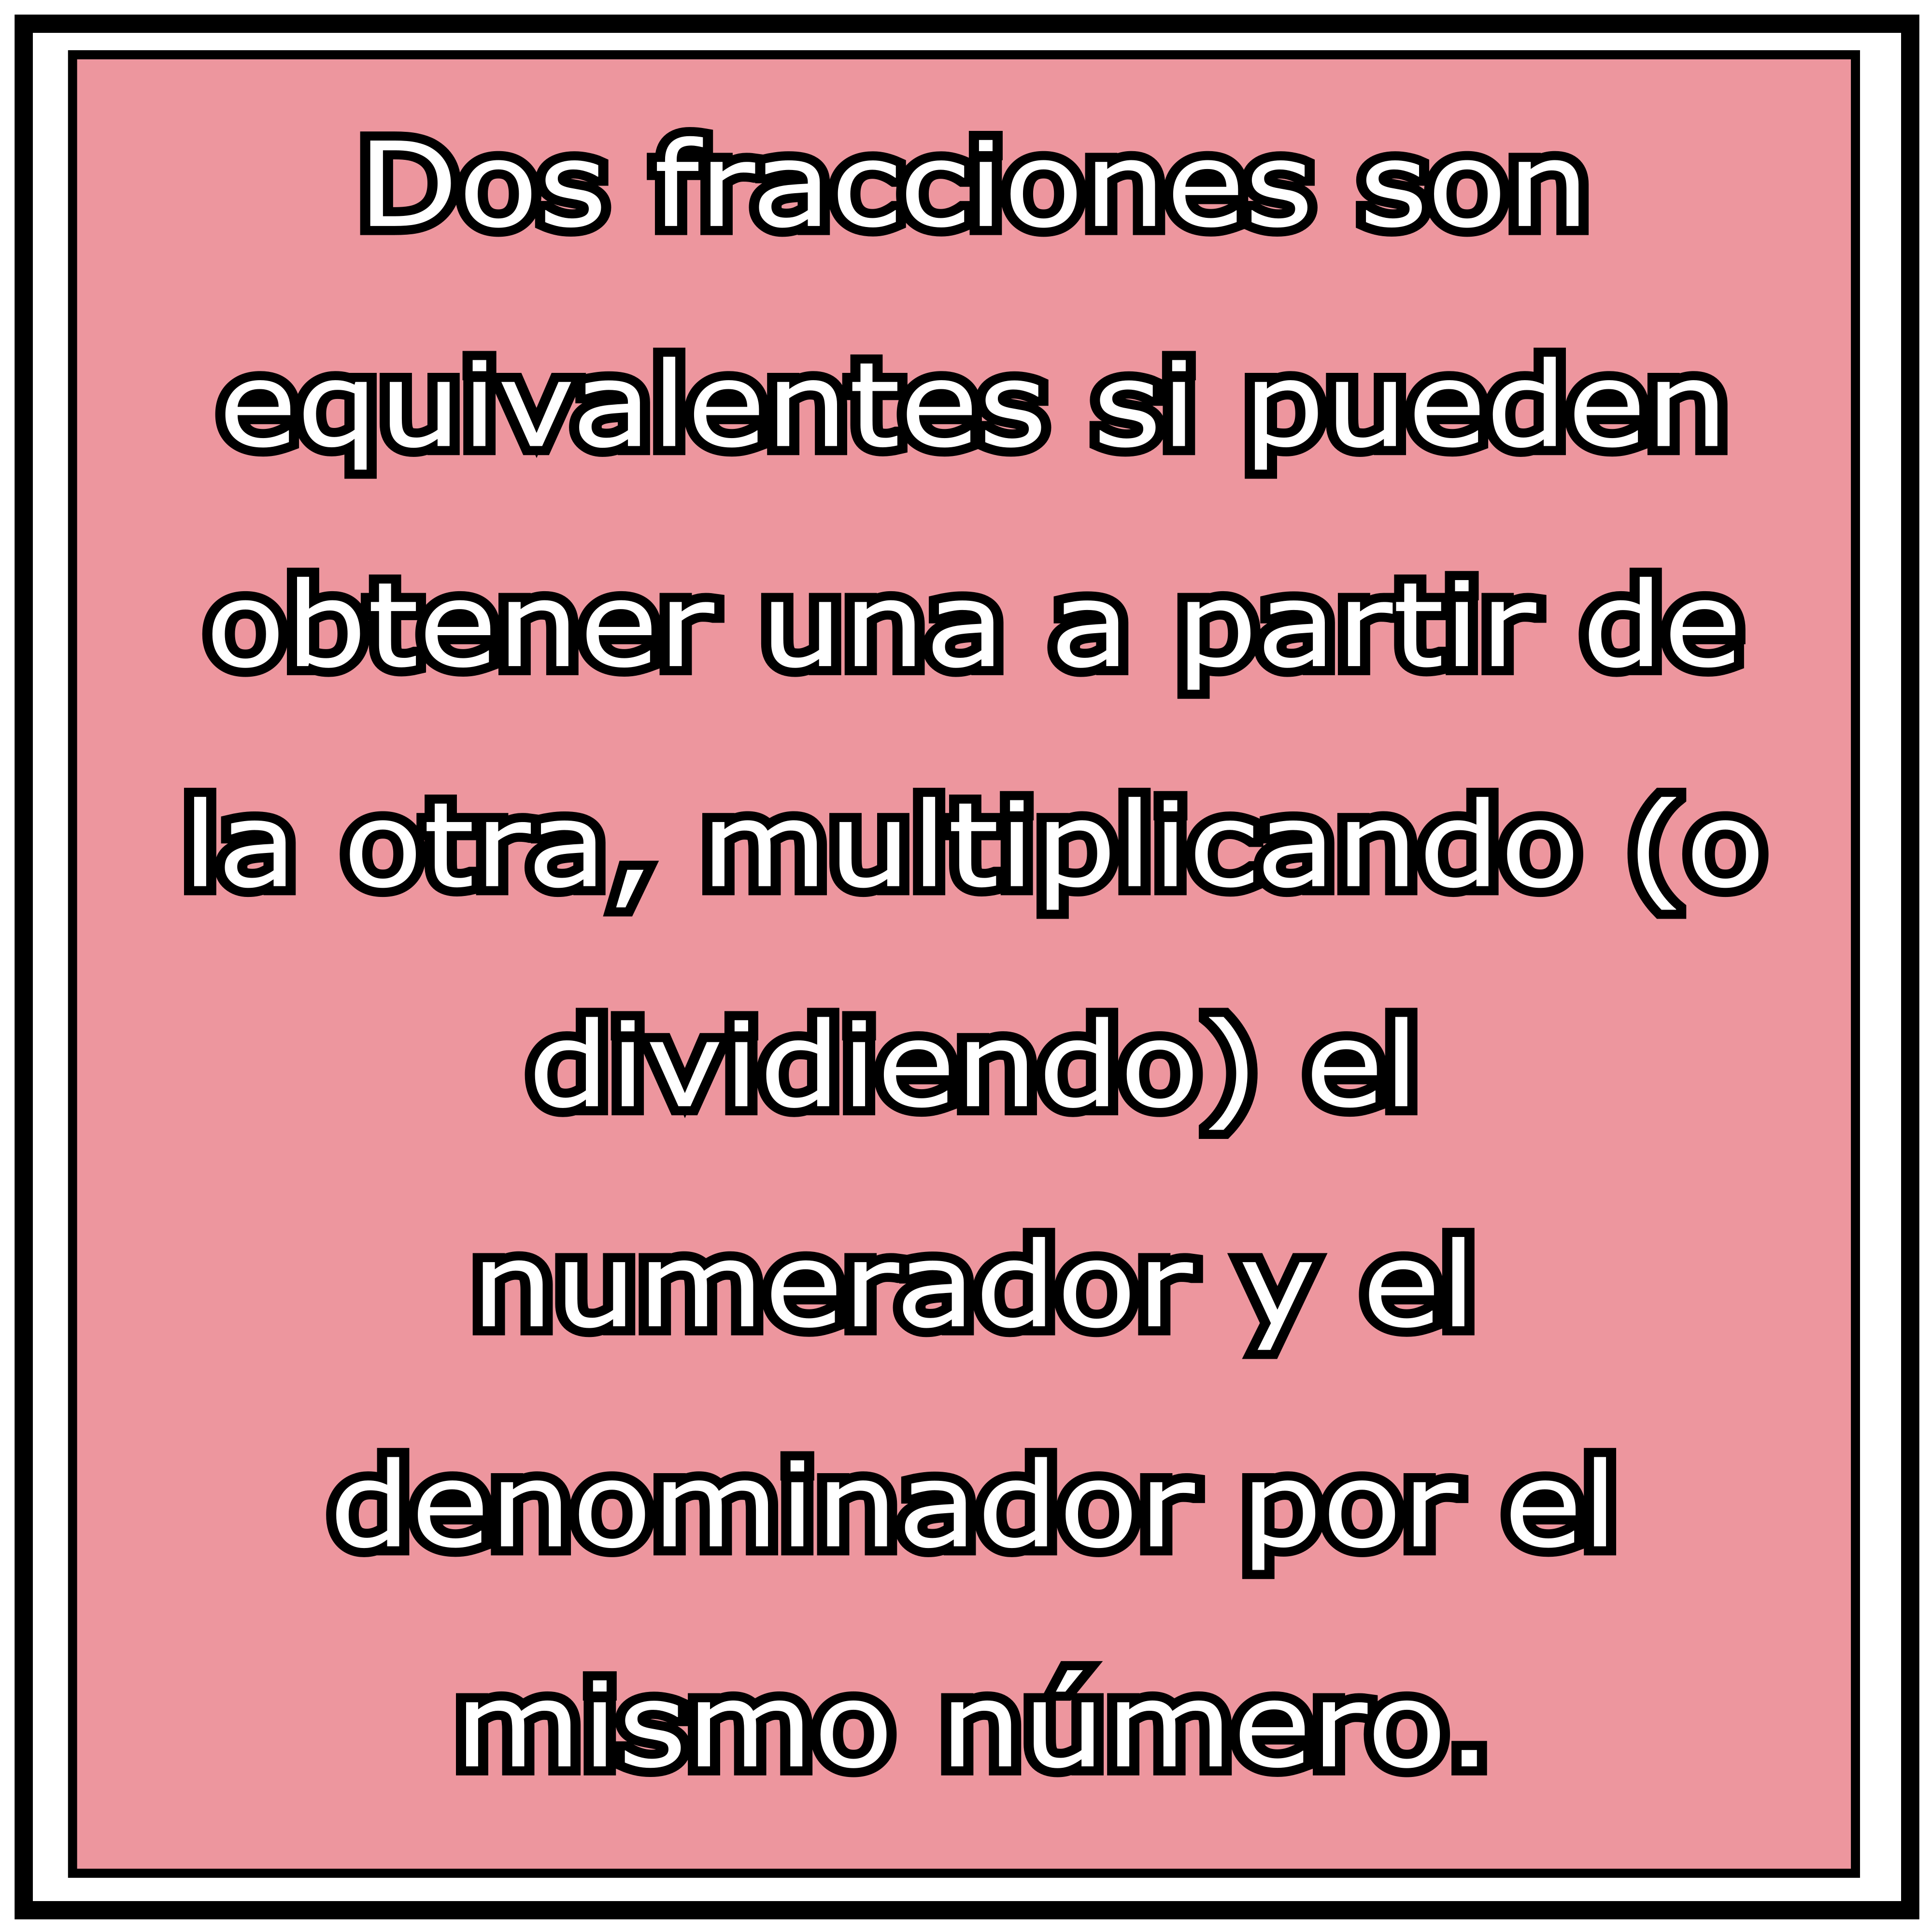 Dos fracciones son
equivalentes si pueden
obtener una a partir de
la otra, multiplicando (o
dividiendo) el
numerador y el
denominador por el
mismo número.